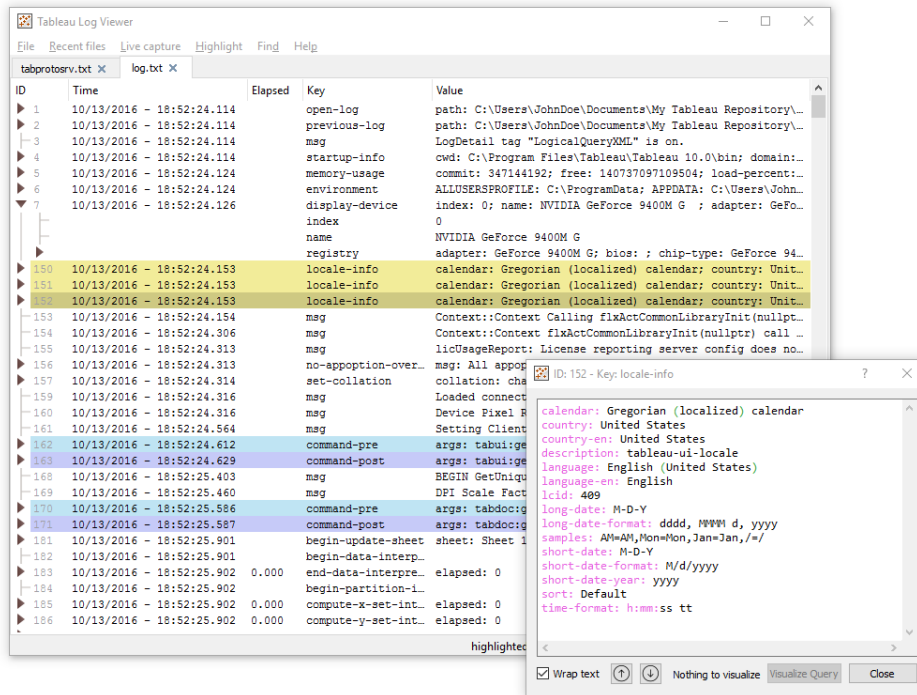 Tableau Log Viewer
File Recent files Live capture Highlight Find Help
tabprotosrv.txt log.txt
ID Time Elapsed Key Value
1 10/13/2016 - 18:52:24.114 open-log path: C:\Users\JohnDoe\Documents\My Tableau Repository\...
2 10/13/2016 - 18:52:24.114 previous-log path: C:\Users\JohnDoe\Documents\My Tableau Repository\...
3 10/13/2016 - 18:52:24.114 msg LogDetail tag "LogicalQueryXML" is on.
4 10/13/2016 - 18:52:24.114 startup-info cwd: C:\Program Files\Tableau\Tableau 10.0\bin; domain:...
5 10/13/2016 - 18:52:24.124 memory-usage commit: 347144192; free: 140737097109504; load-percent:...
6 10/13/2016 - 18:52:24.124 environment ALLUSERSPROFILE: C:\ProgramData; APPDATA: C:\Users\John...
7 10/13/2016 - 18:52:24.126 display-device index: 0; name: NVIDIA GeForce 9400M G ; adapter: GeFo...
index 0
name NVIDIA GeForce 9400M G
registry adapter: GeForce 9400M G; bios: ; chip-type: GeForce 94...
150 10/13/2016 - 18:52:24.153 locale-info calendar: Gregorian (localized) calendar; country: Unit...
151 10/13/2016 - 18:52:24.153 locale-info calendar: Gregorian (localized) calendar; country: Unit...
152 10/13/2016 - 18:52:24.153 locale-info calendar: Gregorian (localized) calendar; country: Unit...
153 10/13/2016 - 18:52:24.154 msg Context::Context Calling flxActCommonLibraryInit(nullpt...
154 10/13/2016 - 18:52:24.306 msg Context::Context flxActCommonLibraryInit(nullptr) call ...
155 10/13/2016 - 18:52:24.313 msg licUsageReport: License reporting server config does no...
156 10/13/2016 - 18:52:24.313 no-appoption-over... msg: All appop
157 10/13/2016 - 18:52:24.314 set-collation collation: cha
159 10/13/2016 - 18:52:24.316 msg Loaded connect
160 10/13/2016 - 18:52:24.316 msg Device Pixel R
161 10/13/2016 - 18:52:24.564 msg Setting Client
162 10/13/2016 - 18:52:24.612 command-pre args: tabui:ge
163 10/13/2016 - 18:52:24.629 command-post args: tabui:ge
168 10/13/2016 - 18:52:25.403 msg BEGIN GetUniqu
169 10/13/2016 - 18:52:25.460 msg DPI Scale Fact
170 10/13/2016 - 18:52:25.586 command-pre args: tabdoc:g
171 10/13/2016 - 18:52:25.587 command-post args: tabdoc:g
181 10/13/2016 - 18:52:25.901 begin-update-sheet sheet: Sheet 1
182 10/13/2016 - 18:52:25.901 begin-data-interp...
183 10/13/2016 - 18:52:25.902 0.000 end-data-interpre... elapsed: 0
184 10/13/2016 - 18:52:25.902 begin-partition-i...
185 10/13/2016 - 18:52:25.902 0.000 compute-x-set-int... elapsed: 0
186 10/13/2016 - 18:52:25.902 0.000 compute-y-set-int... elapsed: 0
highlighted
ID: 152 - Key: locale-info ?
calendar: Gregorian (localized) calendar
country: United States
country-en: United States
description: tableau-ui-locale
language: English (United States)
language-en: English
lcid: 409
long-date: M-D-Y
long-date-format: dddd, MMMM d, yyyy
samples: AM=AM,Mon=Mon,Jan=Jan,/=/
short-date: M-D-Y
short-date-format: M/d/yyyy
short-date-year: yyyy
sort: Default
time-format: h:mm:ss tt
Wrap text Nothing to visualize Visualize Query Close